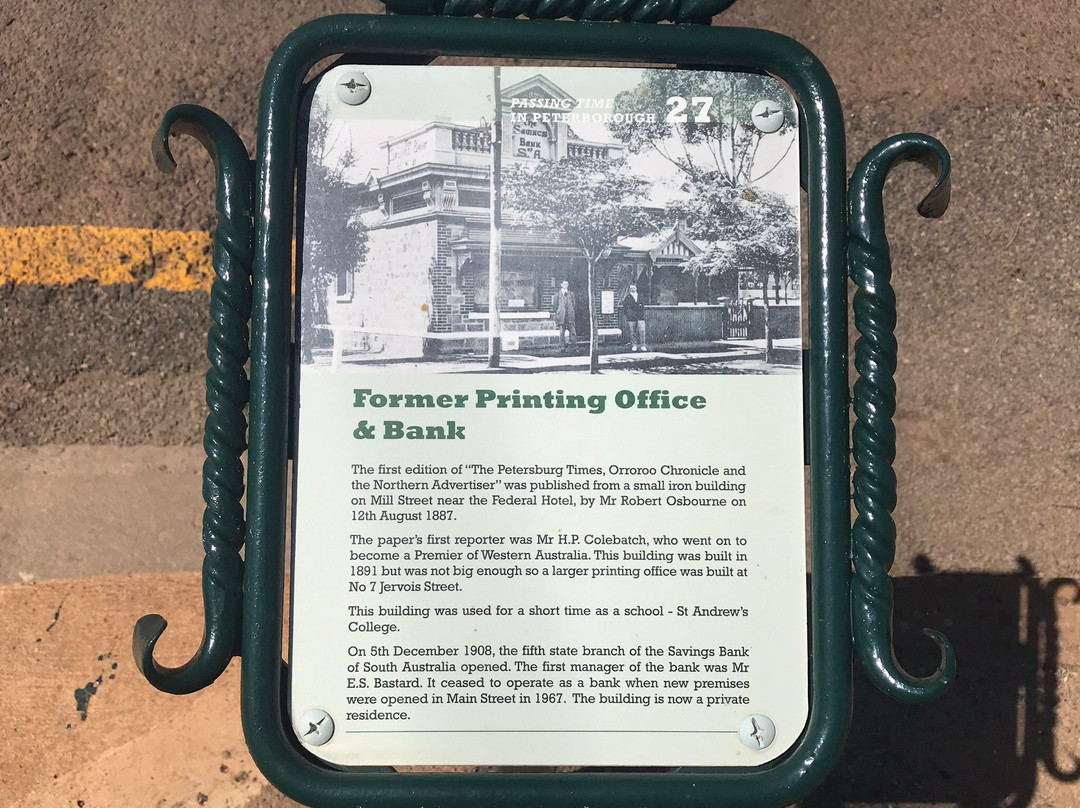 PASSING TIME
IN PETERBOROUGH 27
The
Savings
Bank
S. of A.
Former Printing Office
& Bank
The first edition of “The Petersburg Times, Orroroo Chronicle and
the Northern Advertiser” was published from a small iron building
on Mill Street near the Federal Hotel, by Mr Robert Osbourne on
12th August 1887.
The paper’s first reporter was Mr H.P. Colebatch, who went on to
become a Premier of Western Australia. This building was built in
1891 but was not big enough so a larger printing office was built at
No 7 Jervois Street.
This building was used for a short time as a school - St Andrew’s
College.
On 5th December 1908, the fifth state branch of the Savings Bank
of South Australia opened. The first manager of the bank was Mr
E.S. Bastard. It ceased to operate as a bank when new premises
were opened in Main Street in 1967. The building is now a private
residence.